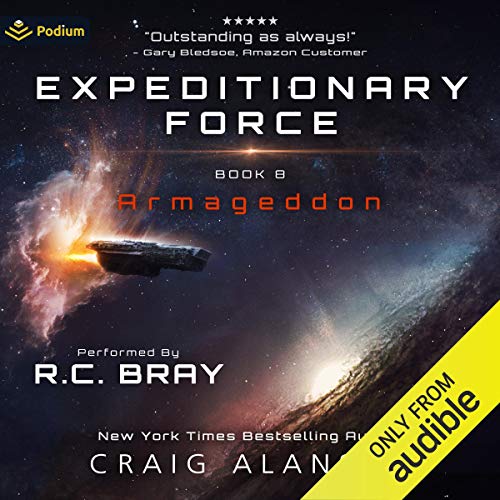 Podium
★★★★★
"Outstanding as always!"
- Gary Bledsoe, Amazon Customer
EXPEDITIONARY
FORCE
BOOK 8
Armageddon
Performed By
R.C. BRAY
New York Times Bestselling Au
CRAIG ALANS
ONLY FROM
audible